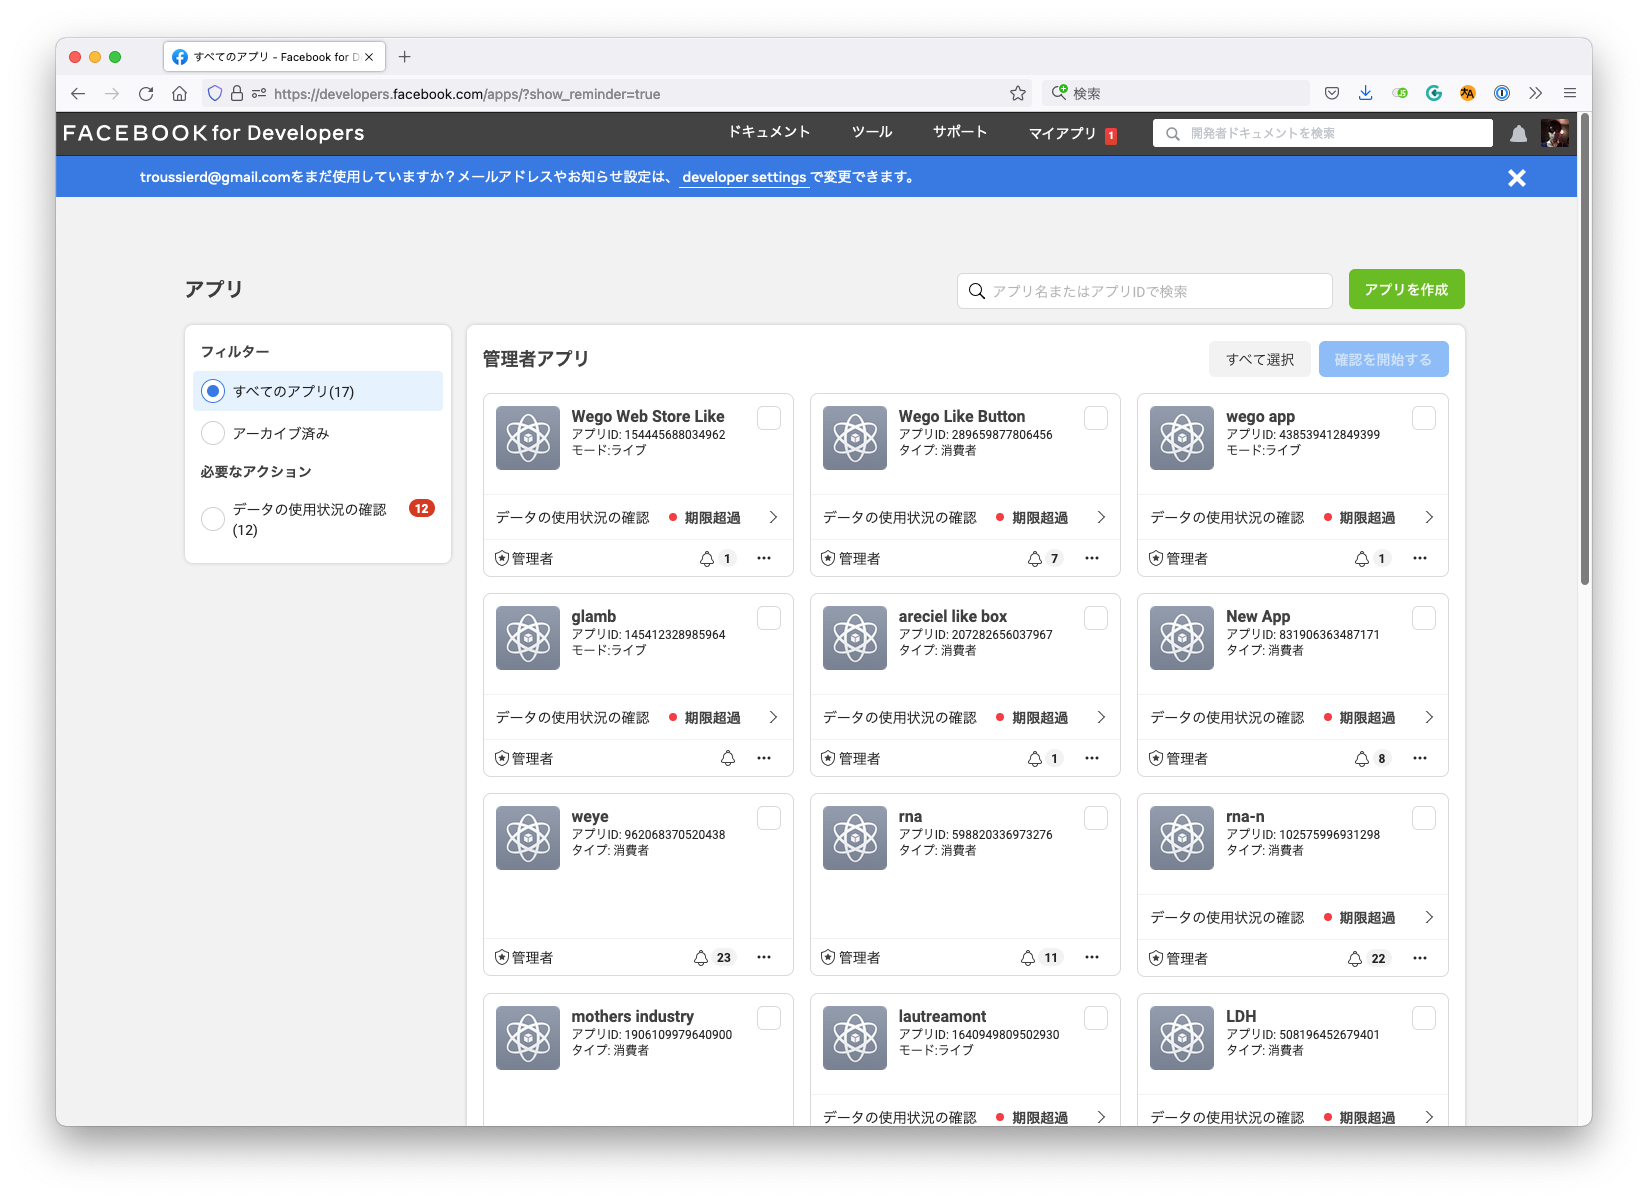 すべてのアプリ - Facebook for D
https://developers.facebook.com/apps/?show_reminder=true
検索
FACEBOOK for Developers
ドキュメント
ツール
サポート
マイアプリ 1
開発者ドキュメントを検索
troussierd@gmail.comをまだ使用していますか？メールアドレスやお知らせ設定は、 developer settings で変更できます。
アプリ
アプリ名またはアプリIDで検索
アプリを作成
フィルター
すべてのアプリ(17)
アーカイブ済み
必要なアクション
データの使用状況の確認
(12)
12
管理者アプリ
すべて選択
確認を開始する
Wego Web Store Like
アプリID: 154445688034962
モード:ライブ
データの使用状況の確認 期限超過
管理者 1
Wego Like Button
アプリID: 289659877806456
タイプ: 消費者
データの使用状況の確認 期限超過
管理者 7
wego app
アプリID: 438539412849399
モード:ライブ
データの使用状況の確認 期限超過
管理者 1
glamb
アプリID: 145412328985964
モード:ライブ
データの使用状況の確認 期限超過
管理者
areciel like box
アプリID: 207282656037967
タイプ: 消費者
データの使用状況の確認 期限超過
管理者 1
New App
アプリID: 831906363487171
タイプ: 消費者
データの使用状況の確認 期限超過
管理者 8
weye
アプリID: 962068370520438
タイプ: 消費者
管理者 23
rna
アプリID: 598820336973276
タイプ: 消費者
管理者 11
rna-n
アプリID: 102575996931298
タイプ: 消費者
データの使用状況の確認 期限超過
管理者 22
mothers industry
アプリID: 1906109979640900
タイプ: 消費者
lautreamont
アプリID: 1640949809502930
モード:ライブ
データの使用状況の確認 期限超過
LDH
アプリID: 508196452679401
タイプ: 消費者
データの使用状況の確認 期限超過